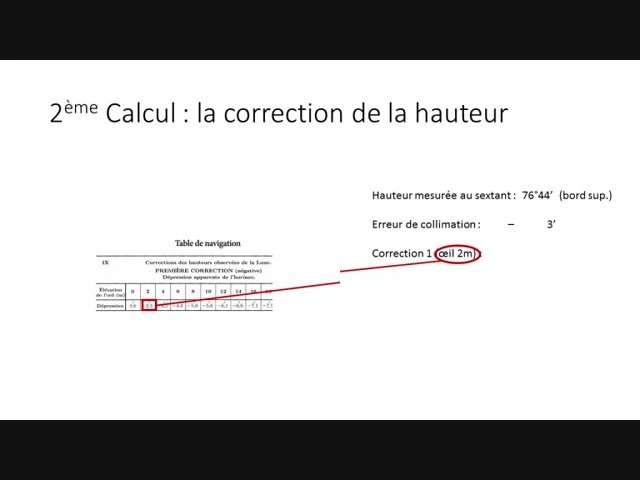 2ème Calcul : la correction de la hauteur
Hauteur mesurée au sextant : 76°44’ (bord sup.)
Erreur de collimation : – 3’
Correction 1 (œil 2m) :
Table de navigation
IX Corrections des hauteurs observées de la Lune.
PREMIÈRE CORRECTION (négative)
Dépression apparente de l'horizon.
Élévation
de l'œil (m) 0 2 4 6 8 10 12 14 16
Dépression